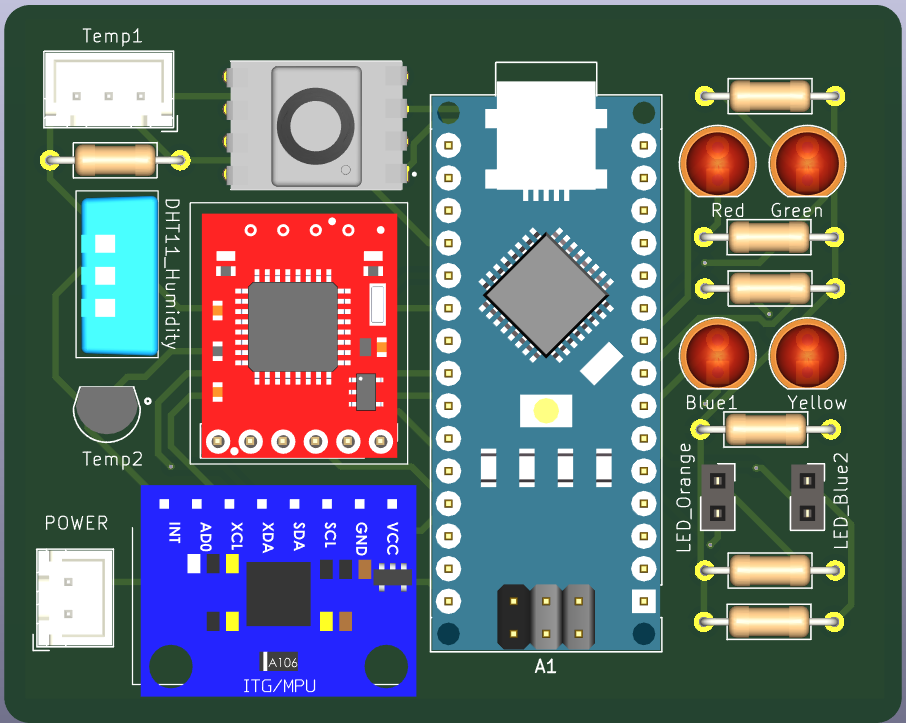 Temp1
Red
Green
DHT11_Humidity
Blue1
Yellow
Temp2
LED_Orange
LED_Blue2
POWER
INT
AD0
XCL
XDA
SDA
SCL
GND
VCC
A106
ITG/MPU
A1